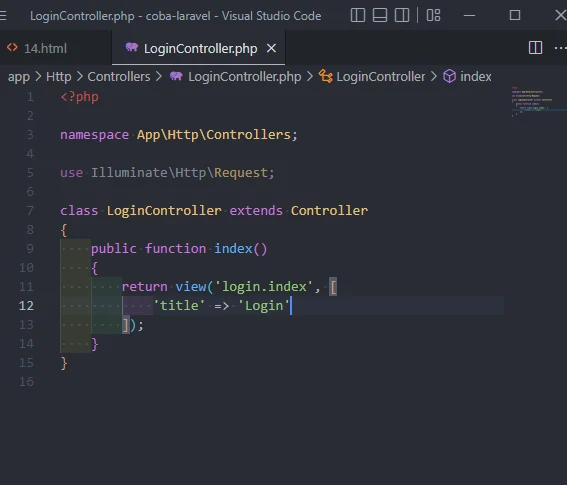 LoginController.php - coba-laravel - Visual Studio Code
14.html
LoginController.php
app > Http > Controllers > LoginController.php > LoginController > index
1 <?php
2
3 namespace App\Http\Controllers;
4
5 use Illuminate\Http\Request;
6
7 class LoginController extends Controller
8 {
9     public function index()
10     {
11         return view('login.index', [
12             'title' => 'Login'
13         ]);
14     }
15 }
16